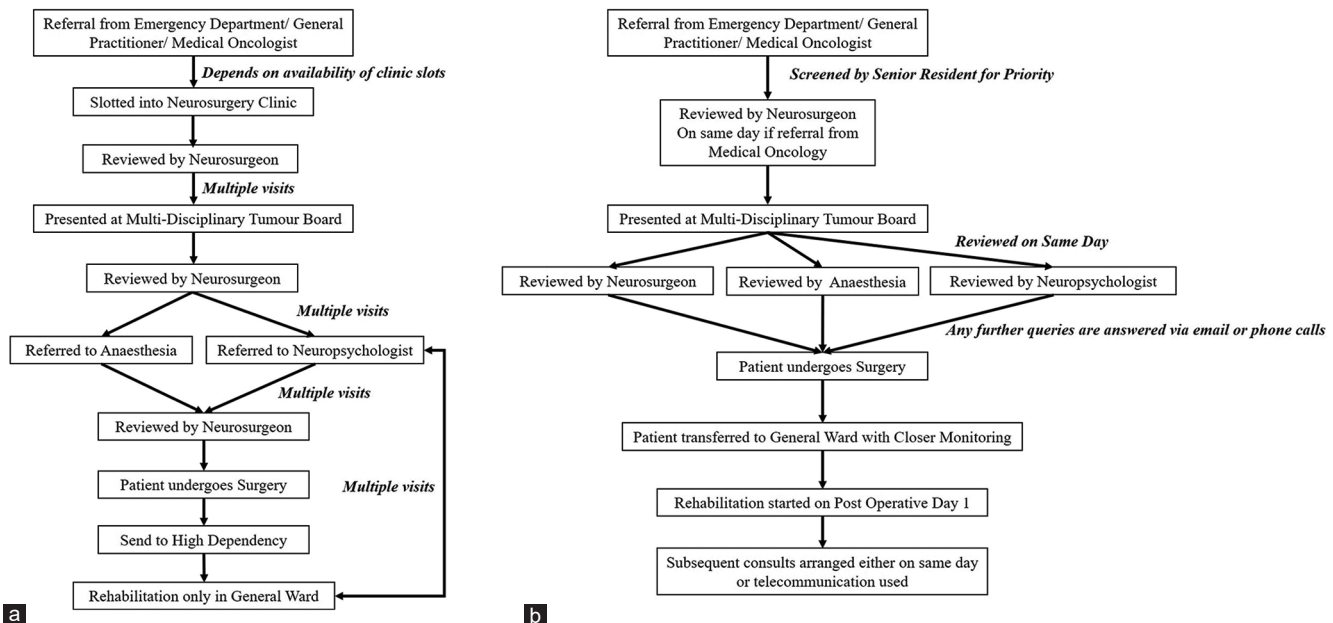 Referral from Emergency Department/ General
Practitioner/ Medical Oncologist
Depends on availability of clinic slots
Slotted into Neurosurgery Clinic
Reviewed by Neurosurgeon
Multiple visits
Presented at Multi-Disciplinary Tumour Board
Reviewed by Neurosurgeon
Multiple visits
Referred to Anaesthesia
Referred to Neuropsychologist
Multiple visits
Reviewed by Neurosurgeon
Patient undergoes Surgery
Multiple visits
Send to High Dependency
Rehabilitation only in General Ward
a
Referral from Emergency Department/ General
Practitioner/ Medical Oncologist
Screened by Senior Resident for Priority
Reviewed by Neurosurgeon
On same day if referral from
Medical Oncology
Presented at Multi-Disciplinary Tumour Board
Reviewed on Same Day
Reviewed by Neurosurgeon
Reviewed by Anaesthesia
Reviewed by Neuropsychologist
Any further queries are answered via email or phone calls
Patient undergoes Surgery
Patient transferred to General Ward with Closer Monitoring
Rehabilitation started on Post Operative Day 1
Subsequent consults arranged either on same day
or telecommunication used
b